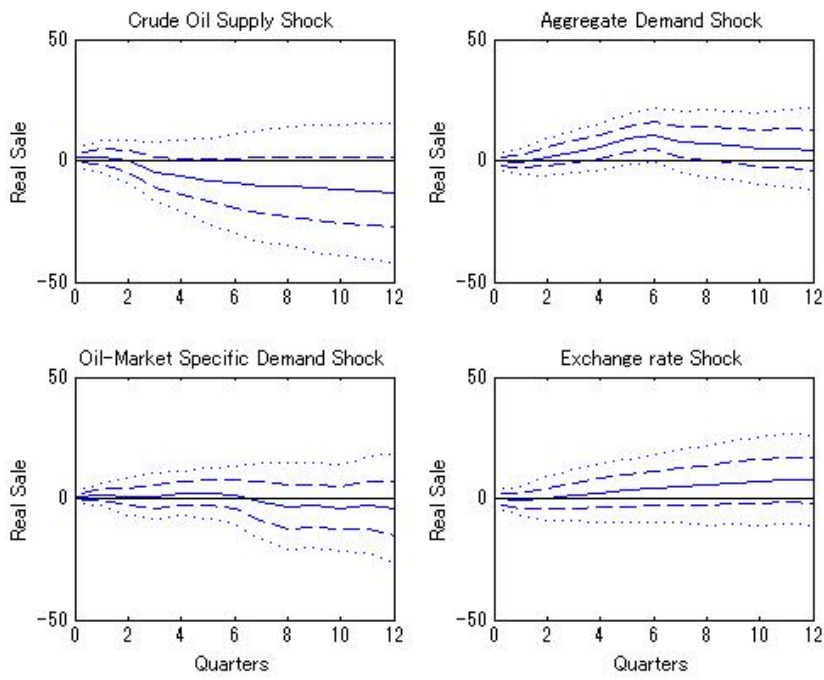 Crude Oil Supply Shock
50
0
-50
Real Sale
0 2 4 6 8 10 12
Aggregate Demand Shock
50
0
-50
Real Sale
0 2 4 6 8 10 12
Oil-Market Specific Demand Shock
50
0
-50
Real Sale
0 2 4 6 8 10 12
Quarters
Exchange rate Shock
50
0
-50
Real Sale
0 2 4 6 8 10 12
Quarters